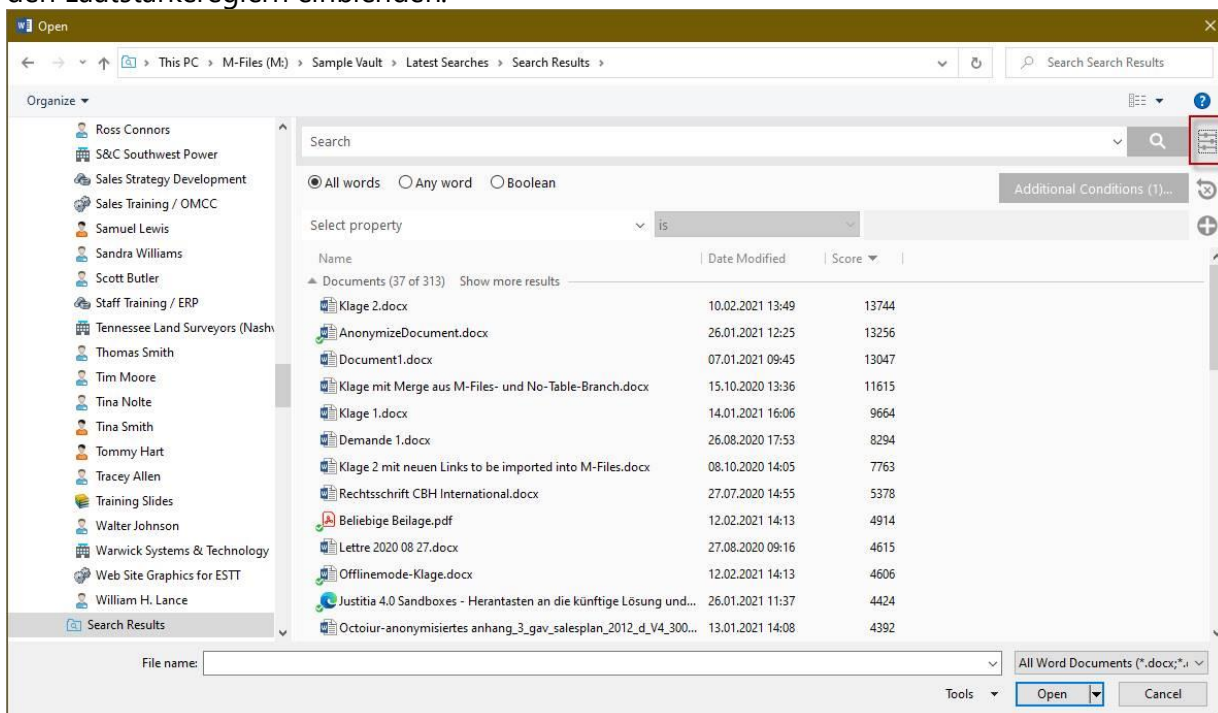 den Lautstärkereglern einblenden.
Open
This PC > M-Files (M:) > Sample Vault > Latest Searches > Search Results >
Search Search Results
Organize
Ross Connors
S&C Southwest Power
Sales Strategy Development
Sales Training / OMCC
Samuel Lewis
Sandra Williams
Scott Butler
Staff Training / ERP
Tennessee Land Surveyors (Nashv
Thomas Smith
Tim Moore
Tina Nolte
Tina Smith
Tommy Hart
Tracey Allen
Training Slides
Walter Johnson
Warwick Systems & Technology
Web Site Graphics for ESTT
William H. Lance
Search Results
Search
All words Any word Boolean
Additional Conditions (1)...
Select property is
Name Date Modified Score
Documents (37 of 313) Show more results
Klage 2.docx 10.02.2021 13:49 13744
AnonymizeDocument.docx 26.01.2021 12:25 13256
Document1.docx 07.01.2021 09:45 13047
Klage mit Merge aus M-Files- und No-Table-Branch.docx 15.10.2020 13:36 11615
Klage 1.docx 14.01.2021 16:06 9664
Demande 1.docx 26.08.2020 17:53 8294
Klage 2 mit neuen Links to be imported into M-Files.docx 08.10.2020 14:05 7763
Rechtsschrift CBH International.docx 27.07.2020 14:55 5378
Beliebige Beilage.pdf 12.02.2021 14:13 4914
Lettre 2020 08 27.docx 27.08.2020 09:16 4615
Offlinemode-Klage.docx 12.02.2021 14:13 4606
Justitia 4.0 Sandboxes - Herantasten an die künftige Lösung und... 26.01.2021 11:37 4424
Octoiur-anonymisiertes anhang_3_gav_salesplan_2012_d_V4_300... 13.01.2021 14:08 4392
File name:
All Word Documents (*.docx;*.
Tools Open Cancel